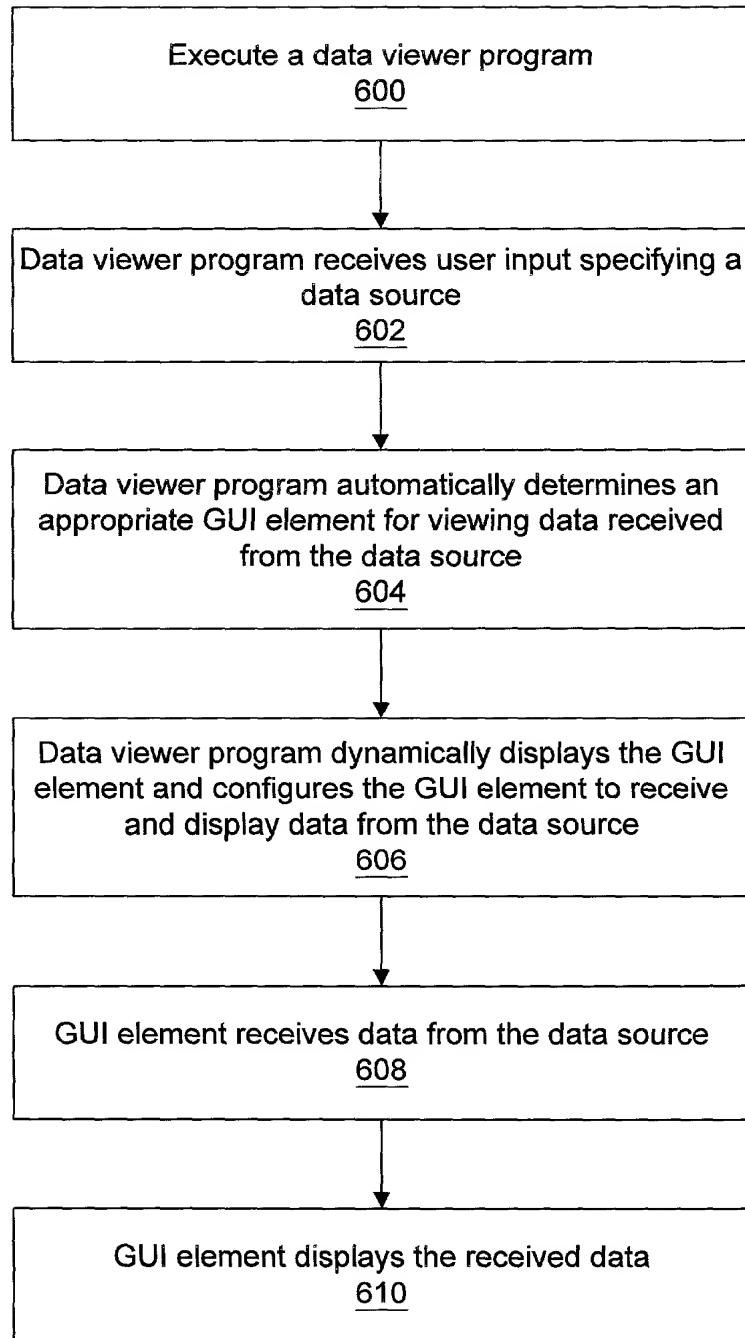 Execute a data viewer program
600
Data viewer program receives user input specifying a
data source
602
Data viewer program automatically determines an
appropriate GUI element for viewing data received
from the data source
604
Data viewer program dynamically displays the GUI
element and configures the GUI element to receive
and display data from the data source
606
GUI element receives data from the data source
608
GUI element displays the received data
610